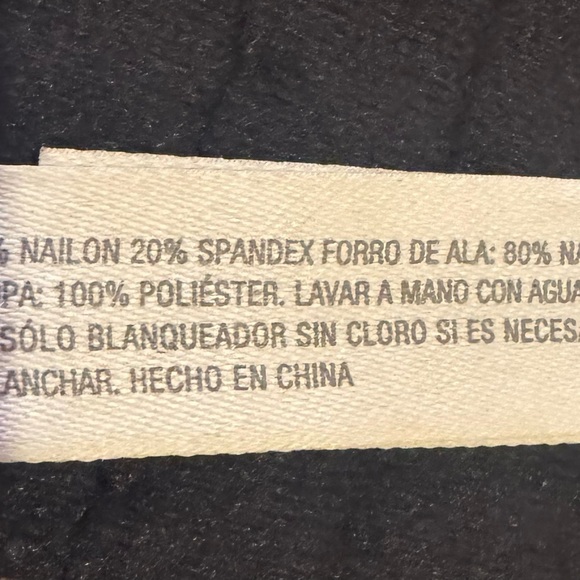 % NAILON 20% SPANDEX FORRO DE ALA: 80% NA
PA: 100% POLIÉSTER. LAVAR A MANO CON AGUA
SÓLO BLANQUEADOR SIN CLORO SI ES NECESA
ANCHAR. HECHO EN CHINA